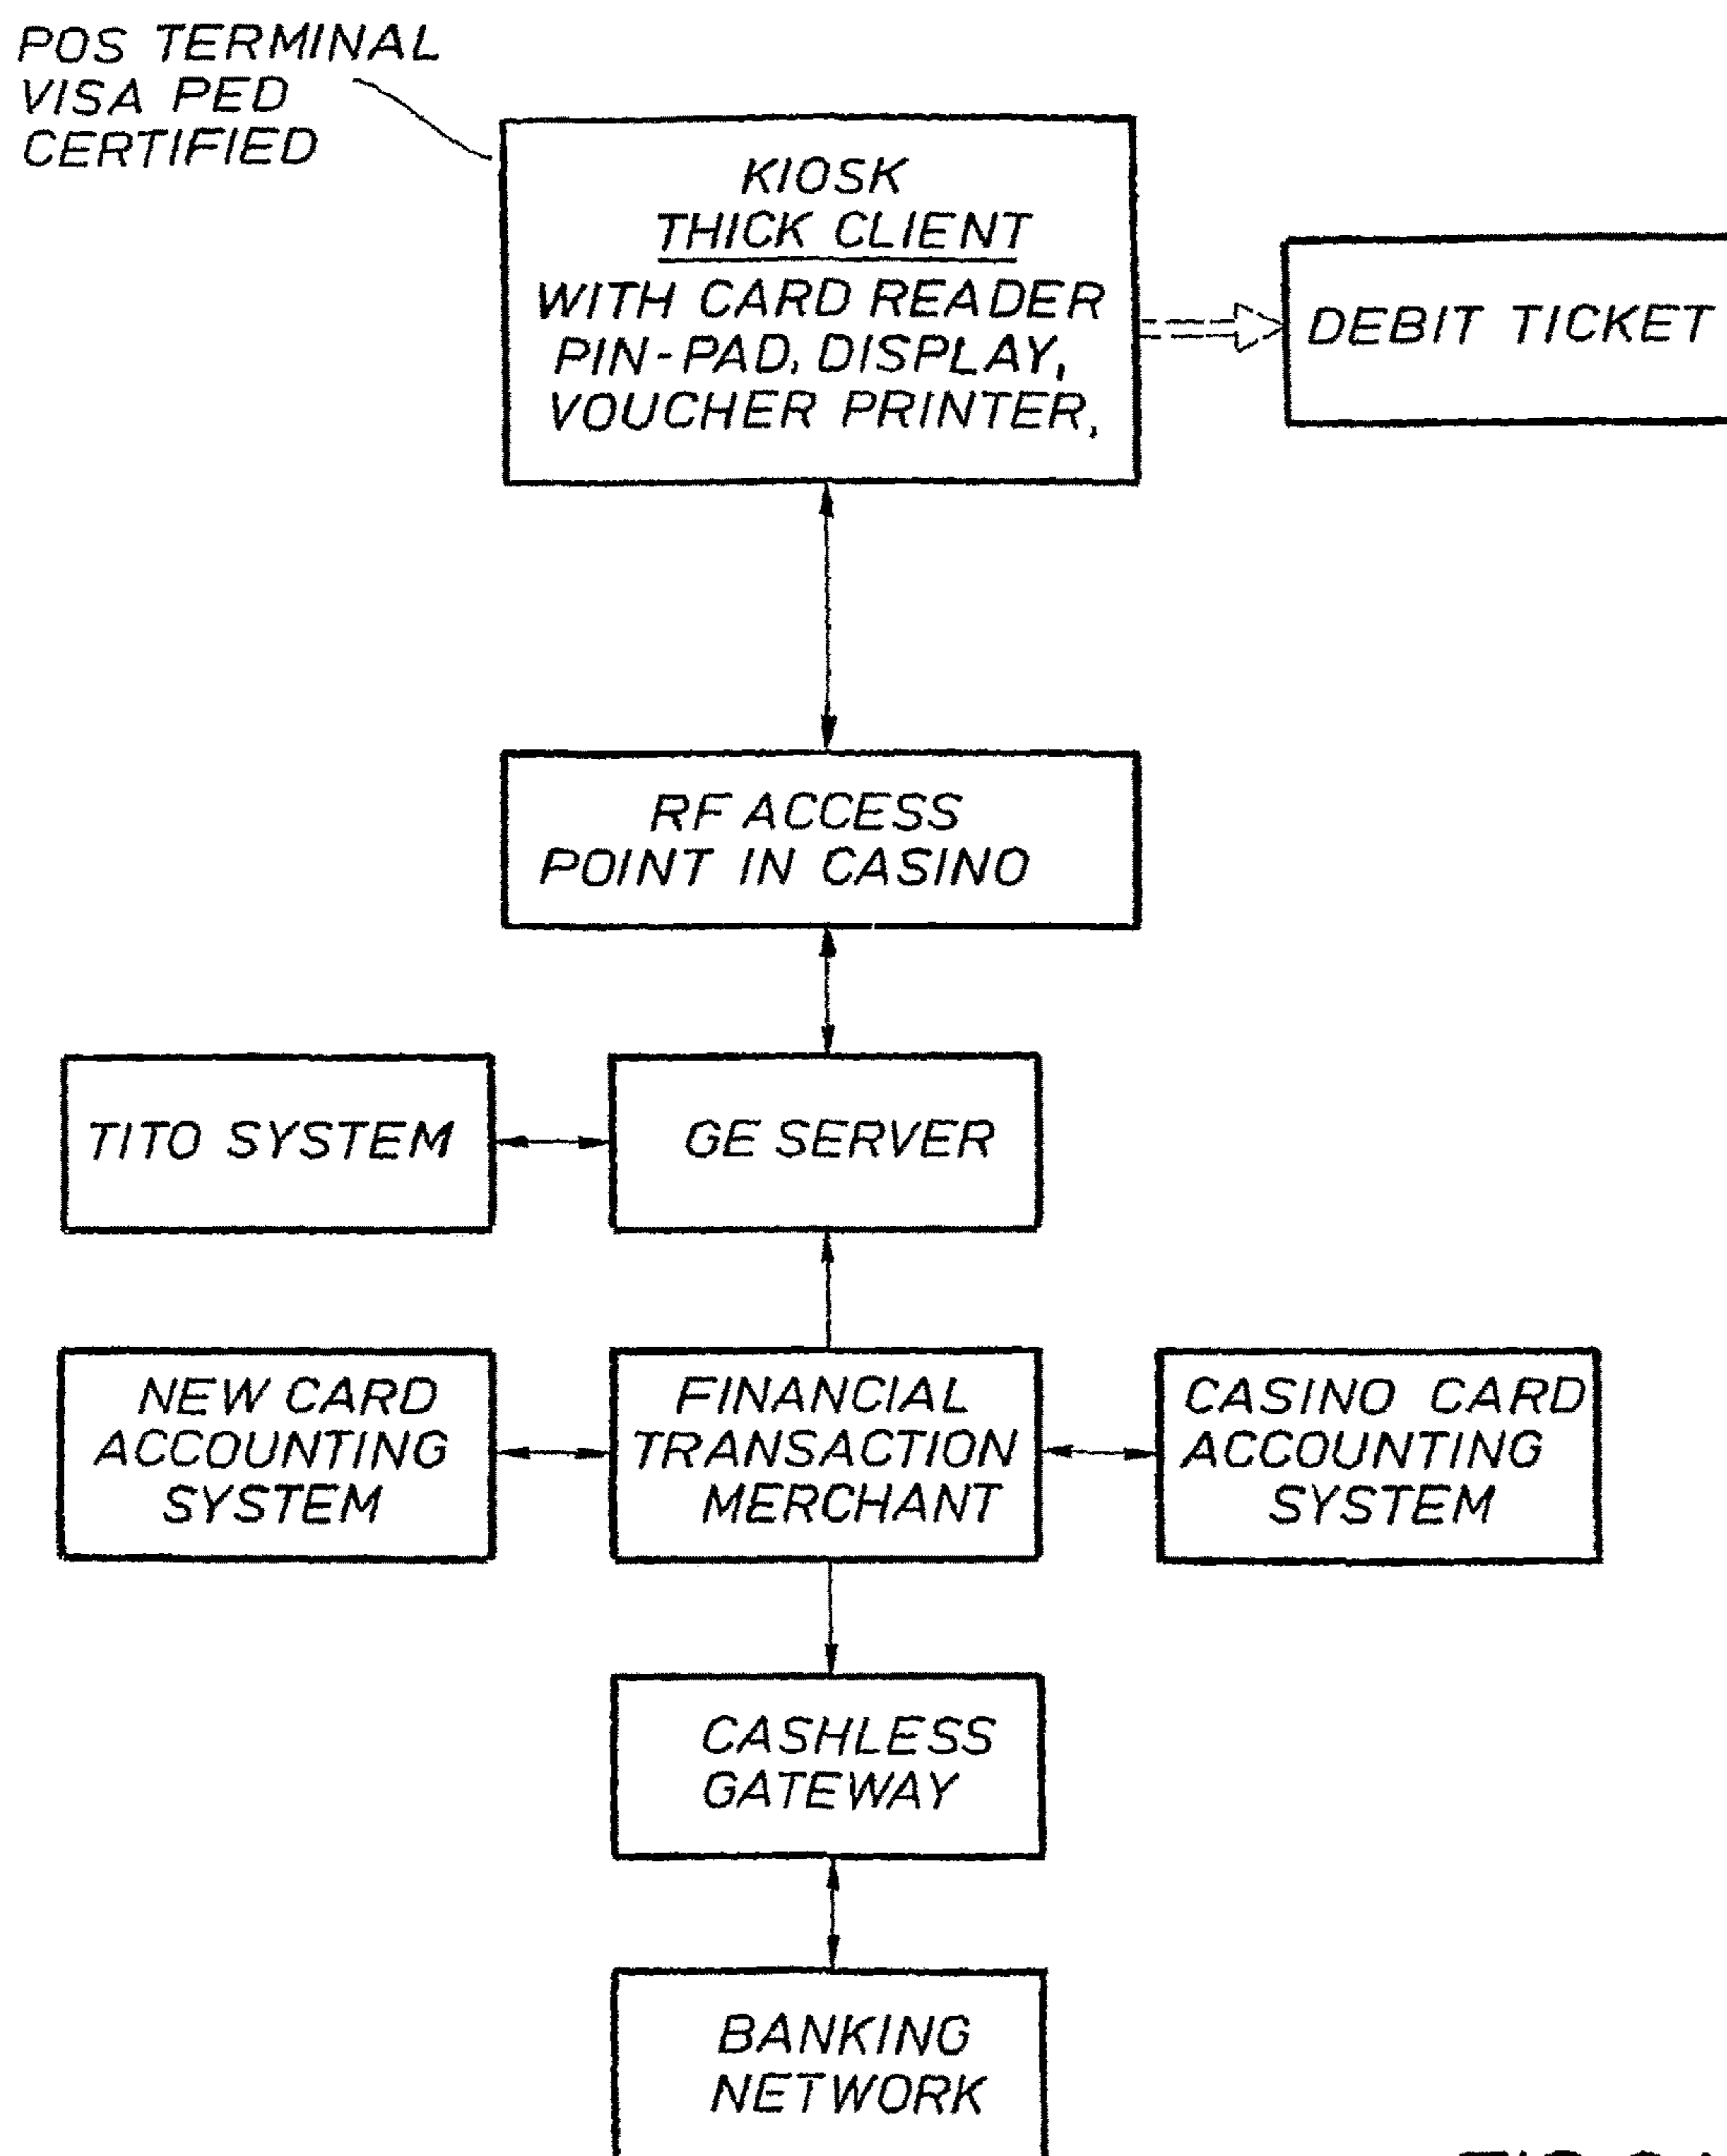 POS TERMINAL
VISA PED
CERTIFIED
KIOSK
THICK CLIENT
WITH CARD READER
PIN-PAD, DISPLAY,
VOUCHER PRINTER,
DEBIT TICKET
RF ACCESS
POINT IN CASINO
TITO SYSTEM
GE SERVER
NEW CARD
ACCOUNTING
SYSTEM
FINANCIAL
TRANSACTION
MERCHANT
CASINO CARD
ACCOUNTING
SYSTEM
CASHLESS
GATEWAY
BANKING
NETWORK